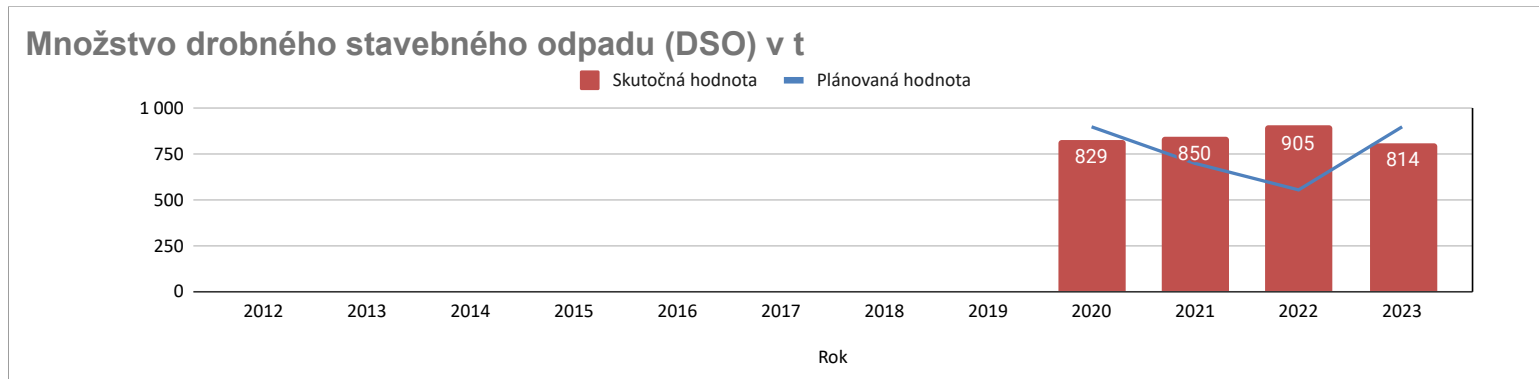 Množstvo drobného stavebného odpadu (DSO) v t
Skutočná hodnota Plánovaná hodnota
1 000
750
500
250
0
829 850 905 814
2012 2013 2014 2015 2016 2017 2018 2019 2020 2021 2022 2023
Rok